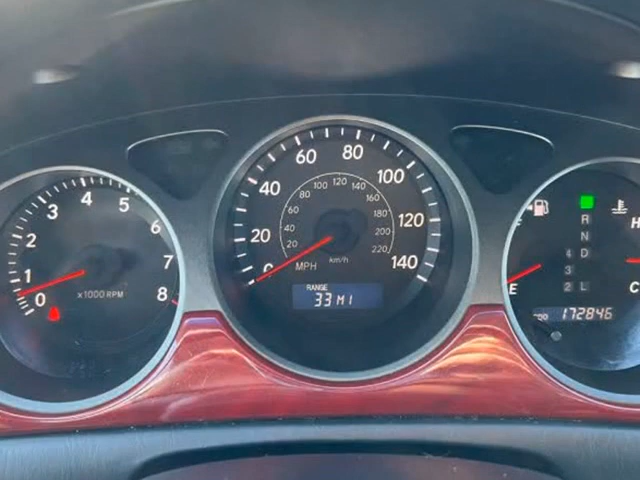 0 1 2 3 4 5 6 7 8
x1000 RPM
0 20 40 60 80 100 120 140
20 40 60 80 100 120 140 160 180 200 220
MPH km/h
RANGE
33 MI
E
R
N
4 D
3
2 L
H
C
ODO 172846